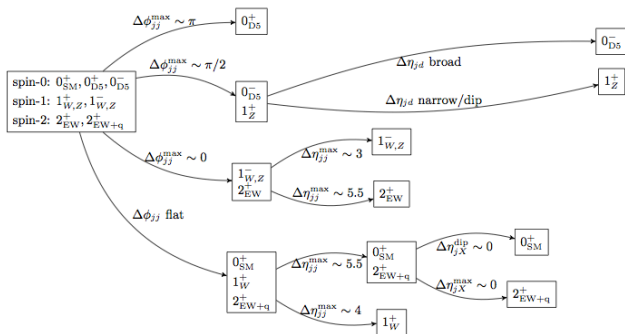 Δφ_jj^max ∼ π
0^+_D5
Δφ_jj^max ∼ π/2
0^-_D5
Δη_jd broad
spin-0: 0^+_SM, 0^+_D5, 0^-_D5
spin-1: 1^+_W,Z, 1^-_W,Z
spin-2: 2^+_EW, 2^+_EW+q
0^-_D5
1^+_Z
Δη_jd narrow/dip
1^+_Z
Δφ_jj^max ∼ 0
1^-_W,Z
2^+_EW
Δη_jj^max ∼ 3
1^-_W,Z
Δη_jj^max ∼ 5.5
2^+_EW
Δφ_jj flat
0^+_SM
1^+_W
2^+_EW+q
Δη_jj^max ∼ 5.5
0^+_SM
2^+_EW+q
Δη_jX^dip ∼ 0
0^+_SM
Δη_jX^max ∼ 0
2^+_EW+q
Δη_jj^max ∼ 4
1^+_W